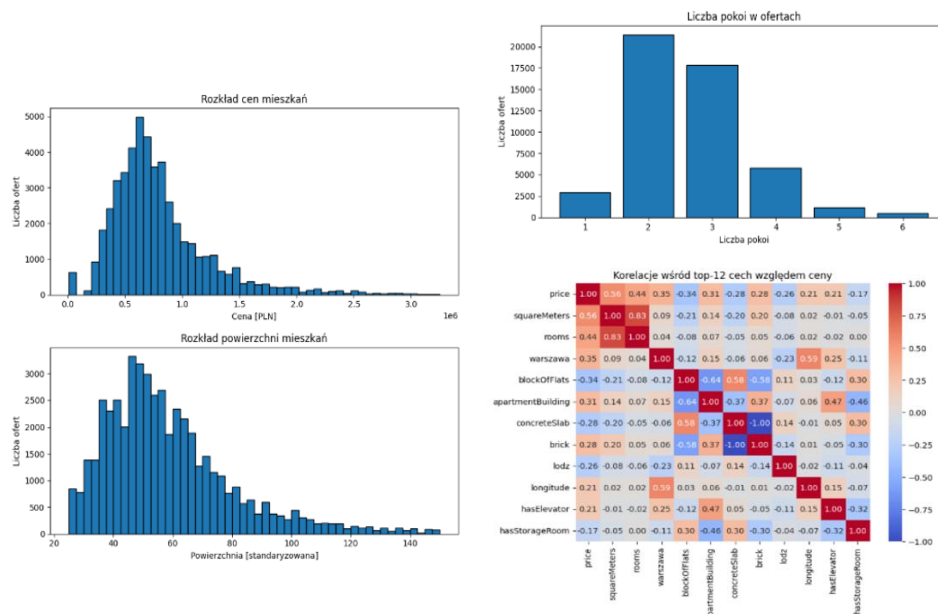 Rozkład cen mieszkań
Liczba ofert
5000
4000
3000
2000
1000
0
0.0 0.5 1.0 1.5 2.0 2.5 3.0
1e6
Cena [PLN]
Rozkład powierzchni mieszkań
Liczba ofert
3000
2500
2000
1500
1000
500
0
20 40 60 80 100 120 140
Powierzchnia [standaryzowana]
Liczba pokoi w ofertach
Liczba ofert
20000
17500
15000
12500
10000
7500
5000
2500
0
1 2 3 4 5 6
Liczba pokoi
Korelacje wśród top-12 cech względem ceny
price 1.00 0.56 0.44 0.35 -0.34 0.31 -0.28 0.28 -0.26 0.21 0.21 -0.17
squareMeters 0.56 1.00 0.83 0.09 -0.21 0.14 -0.20 0.20 -0.08 0.02 -0.01 -0.05
rooms 0.44 0.83 1.00 0.04 -0.08 0.07 -0.05 0.05 -0.06 0.02 -0.02 0.00
warszawa 0.35 0.09 0.04 1.00 -0.12 0.15 -0.06 0.06 -0.23 0.59 0.25 -0.11
blockOfFlats -0.34 -0.21 -0.08 -0.12 1.00 -0.64 0.58 -0.58 0.11 0.03 -0.12 0.30
apartmentBuilding 0.31 0.14 0.07 0.15 -0.64 1.00 -0.37 0.37 -0.07 0.06 0.47 -0.46
concreteSlab -0.28 -0.20 -0.05 -0.06 0.58 -0.37 1.00 -1.00 0.14 -0.01 0.05 0.30
brick 0.28 0.20 0.05 0.06 -0.58 0.37 -1.00 1.00 -0.14 0.01 -0.05 -0.30
lodz -0.26 -0.08 -0.06 -0.23 0.11 -0.07 0.14 -0.14 1.00 -0.02 -0.11 -0.04
longitude 0.21 0.02 0.02 0.59 0.03 0.06 -0.01 0.01 -0.02 1.00 0.15 -0.07
hasElevator 0.21 -0.01 -0.02 0.25 -0.12 0.47 0.05 -0.05 -0.11 0.15 1.00 -0.32
hasStorageRoom -0.17 -0.05 0.00 -0.11 0.30 -0.46 0.30 -0.30 -0.04 -0.07 -0.32 1.00
price
squareMeters
rooms
warszawa
blockOfFlats
apartmentBuilding
concreteSlab
brick
lodz
longitude
hasElevator
hasStorageRoom
1.00
0.75
0.50
0.25
0.00
-0.25
-0.50
-0.75
-1.00